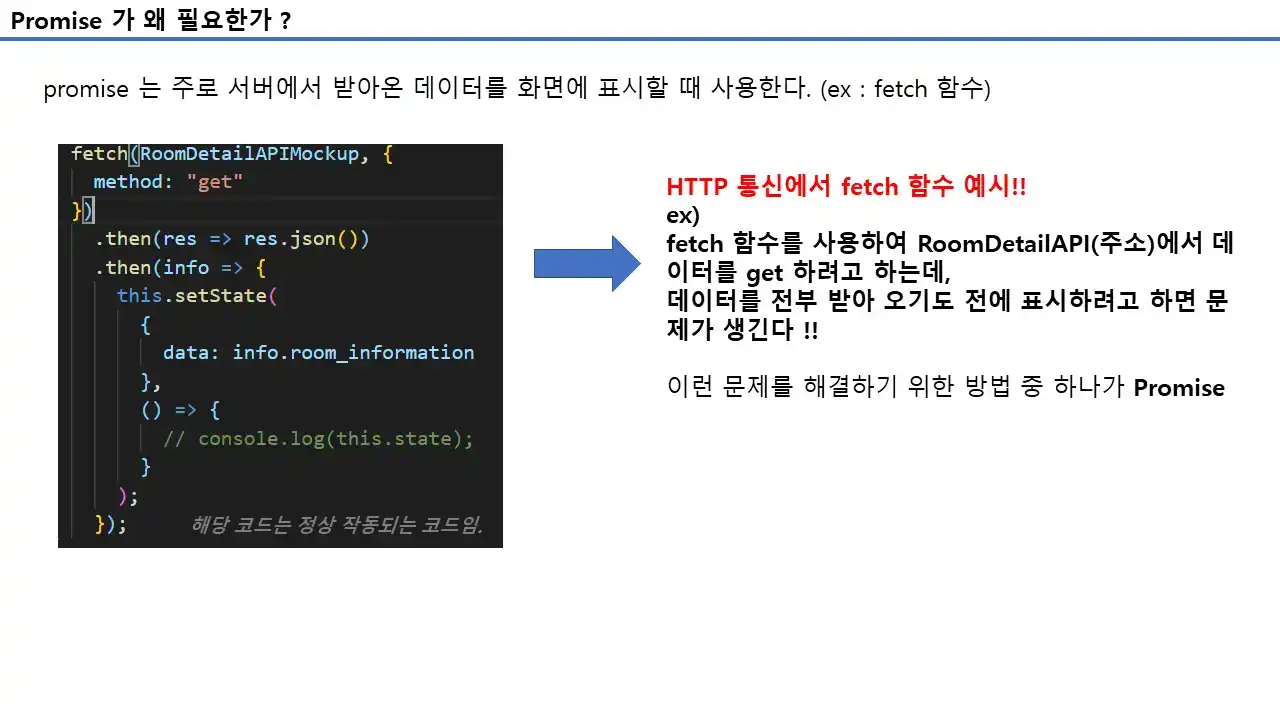 Promise 가 왜 필요한가 ?
promise 는 주로 서버에서 받아온 데이터를 화면에 표시할 때 사용한다. (ex : fetch 함수)
fetch(RoomDetailAPIMockup, {
method: "get"
})
.then(res => res.json())
.then(info => {
this.setState(
{
data: info.room_information
},
() => {
// console.log(this.state);
}
);
});
해당 코드는 정상 작동되는 코드임.
HTTP 통신에서 fetch 함수 예시!!
ex)
fetch 함수를 사용하여 RoomDetailAPI(주소)에서 데
이터를 get 하려고 하는데,
데이터를 전부 받아 오기도 전에 표시하려고 하면 문
제가 생긴다 !!
이런 문제를 해결하기 위한 방법 중 하나가 Promise